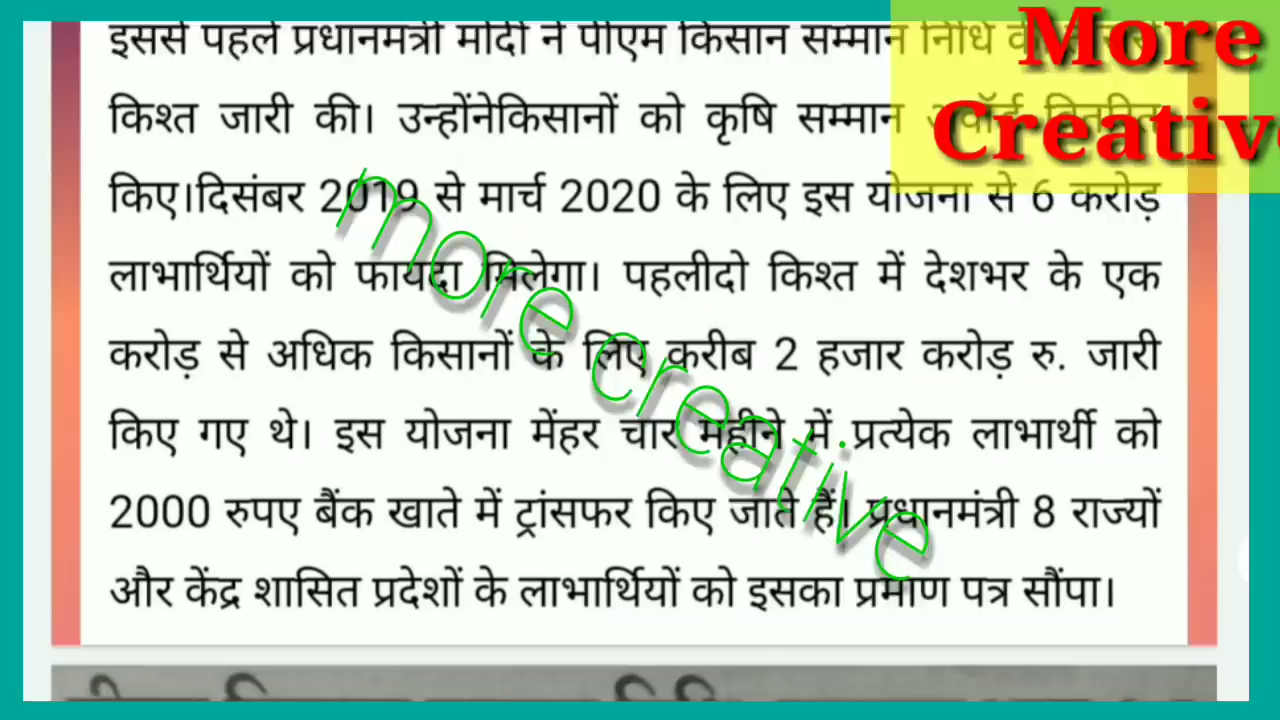 इससे पहले प्रधानमंत्री मोदी ने पीएम किसान सम्मान निधि
More
किश्त जारी की। उन्होंनेकिसानों को कृषि सम्मान
Creative
किए।दिसंबर 2019 से मार्च 2020 के लिए इस योजना से 6 करोड़
लाभार्थियों को फायदा मिलेगा। पहलीदो किश्त में देशभर के एक
करोड़ से अधिक किसानों के लिए करीब 2 हजार करोड़ रु. जारी
किए गए थे। इस योजना मेंहर चार महीने में प्रत्येक लाभार्थी को
2000 रुपए बैंक खाते में ट्रांसफर किए जाते हैं। प्रधानमंत्री 8 राज्यों
और केंद्र शासित प्रदेशों के लाभार्थियों को इसका प्रमाण पत्र सौंपा।
more creative